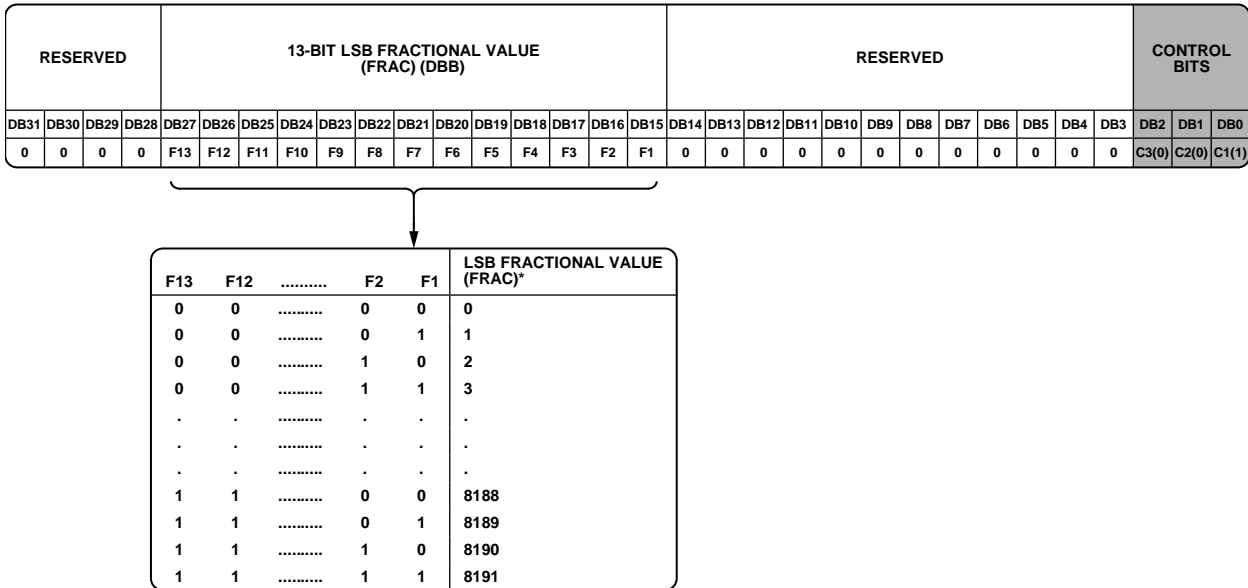 RESERVED
13-BIT LSB FRACTIONAL VALUE
(FRAC) (DBB)
RESERVED
CONTROL
BITS
DB31 DB30 DB29 DB28 DB27 DB26 DB25 DB24 DB23 DB22 DB21 DB20 DB19 DB18 DB17 DB16 DB15 DB14 DB13 DB12 DB11 DB10 DB9 DB8 DB7 DB6 DB5 DB4 DB3 DB2 DB1 DB0
0 0 0 0 F13 F12 F11 F10 F9 F8 F7 F6 F5 F4 F3 F2 F1 0 0 0 0 0 0 0 0 0 0 0 0 C3(0) C2(0) C1(1)
F13 F12 .......... F2 F1 LSB FRACTIONAL VALUE
(FRAC)*
0 0 .......... 0 0 0
0 0 .......... 0 1 1
0 0 .......... 1 0 2
0 0 .......... 1 1 3
. . .......... . . .
. . .......... . . .
. . .......... . . .
1 1 .......... 0 0 8188
1 1 .......... 0 1 8189
1 1 .......... 1 0 8190
1 1 .......... 1 1 8191